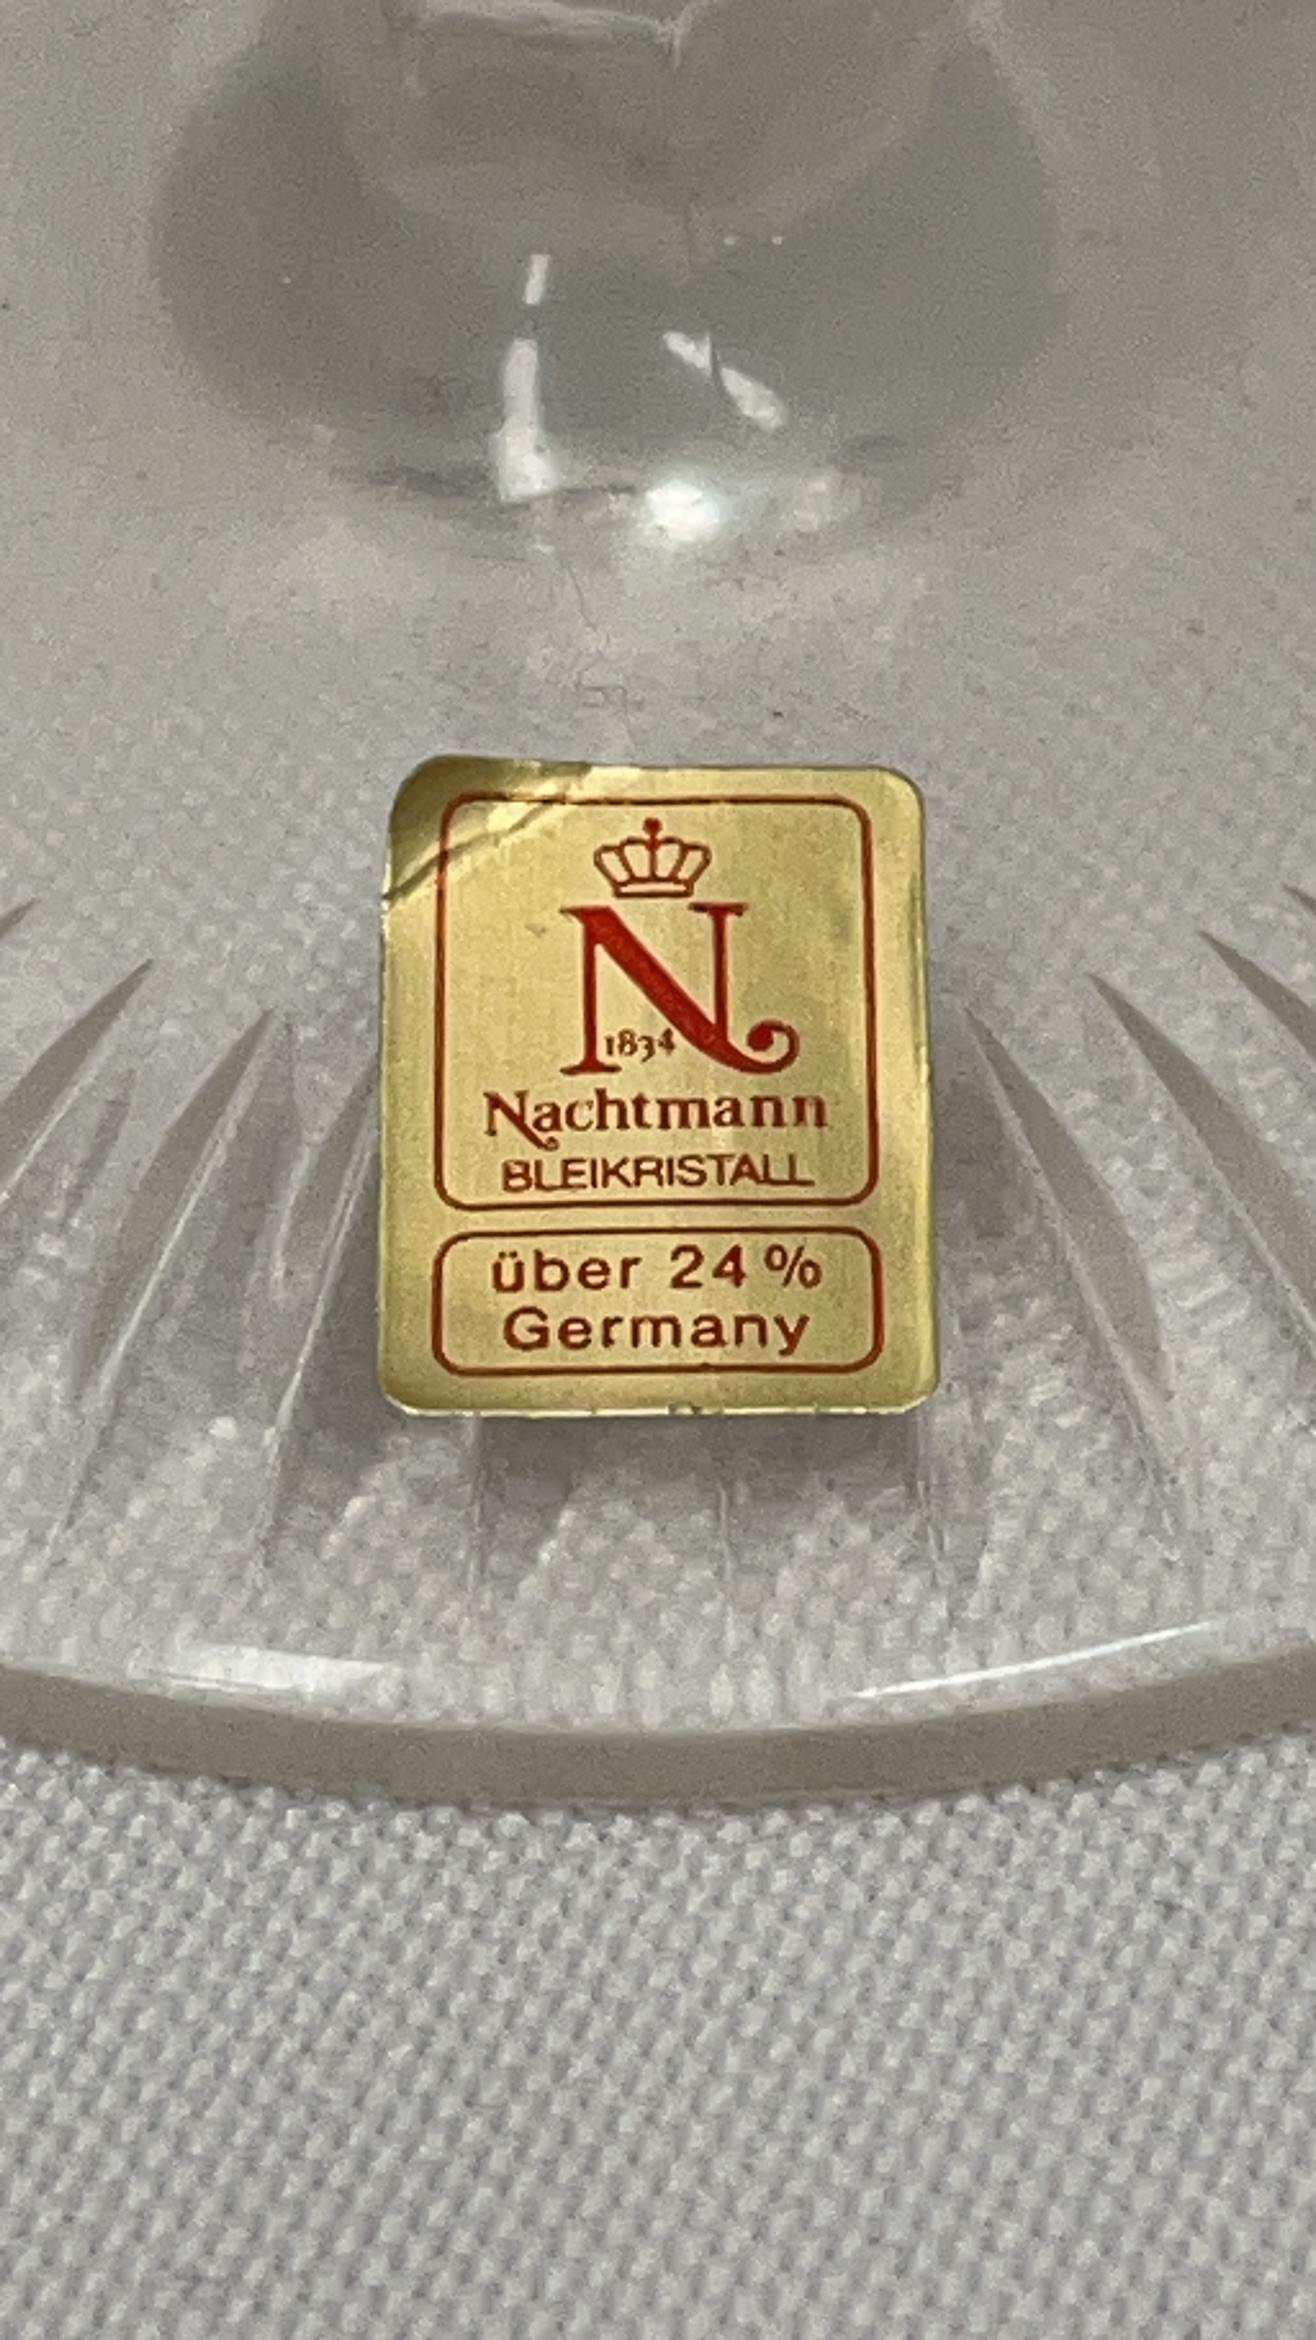 N
1834
Nachtmann
BLEIKRISTALL
über 24%
Germany